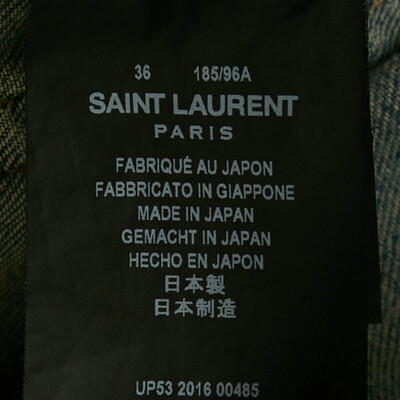 36 185/96A
SAINT LAURENT
PARIS
FABRIQUÉ AU JAPON
FABBRICATO IN GIAPPONE
MADE IN JAPAN
GEMACHT IN JAPAN
HECHO EN JAPON
日本製
日本制造
UP53 2016 00485